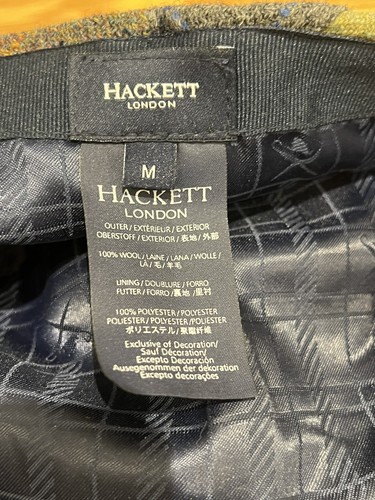 HACKETT
LONDON
M
HACKETT
LONDON
OUTER / EXTÉRIEUR / EXTERIOR
OBERSTOFF / EXTERIOR / 表地 / 外部
100% WOOL / LAINE / LANA / WOLLE /
LÃ / 毛 / 羊毛
LINING / DOUBLURE / FORRO
FUTTER / FORRO / 裏地 / 里衬
100% POLYESTER / POLYESTER
POLIÉSTER / POLYESTER / POLIÉSTER
ポリエステル / 聚酯纤维
Exclusive of Decoration/
Sauf Décoration/
Excepto Decoración
Ausgenommen der dekoration
Excepto decorações